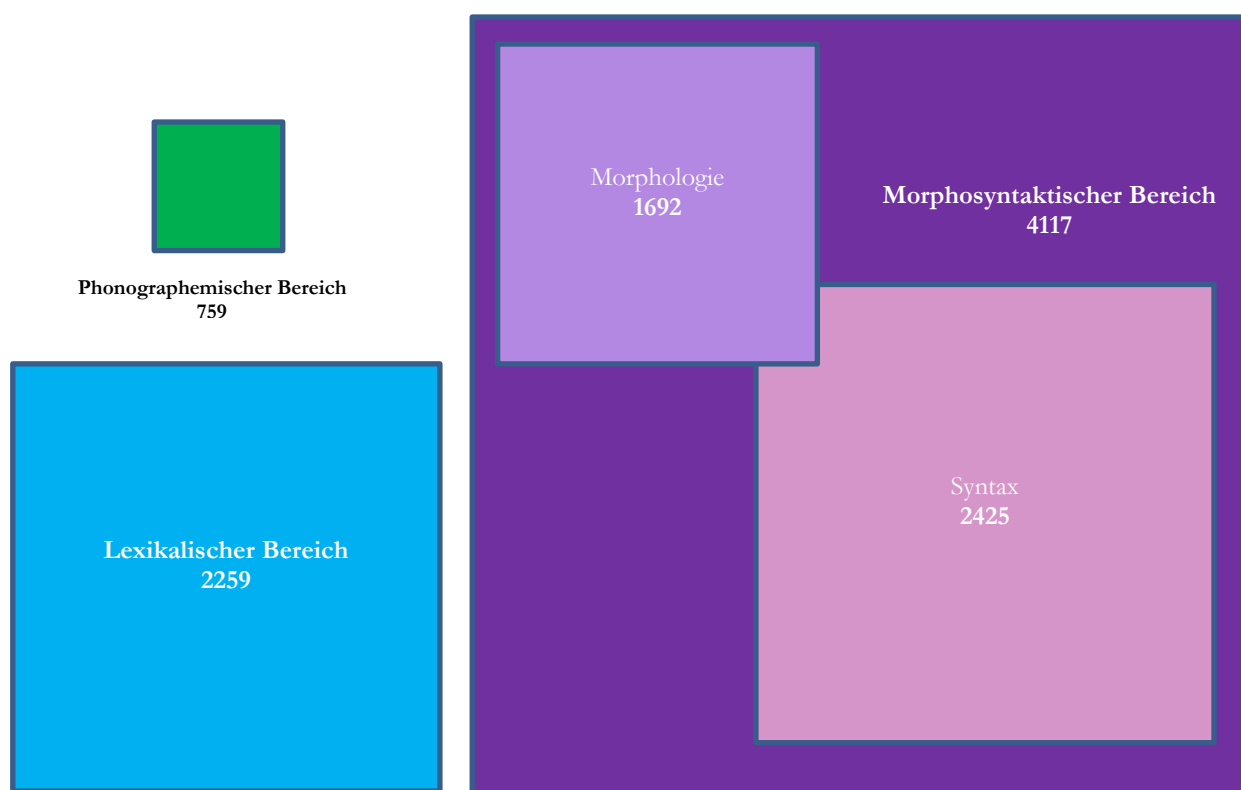 Morphologie
1692
Morphosyntaktischer Bereich
4117
Phonographemischer Bereich
759
Syntax
2425
Lexikalischer Bereich
2259